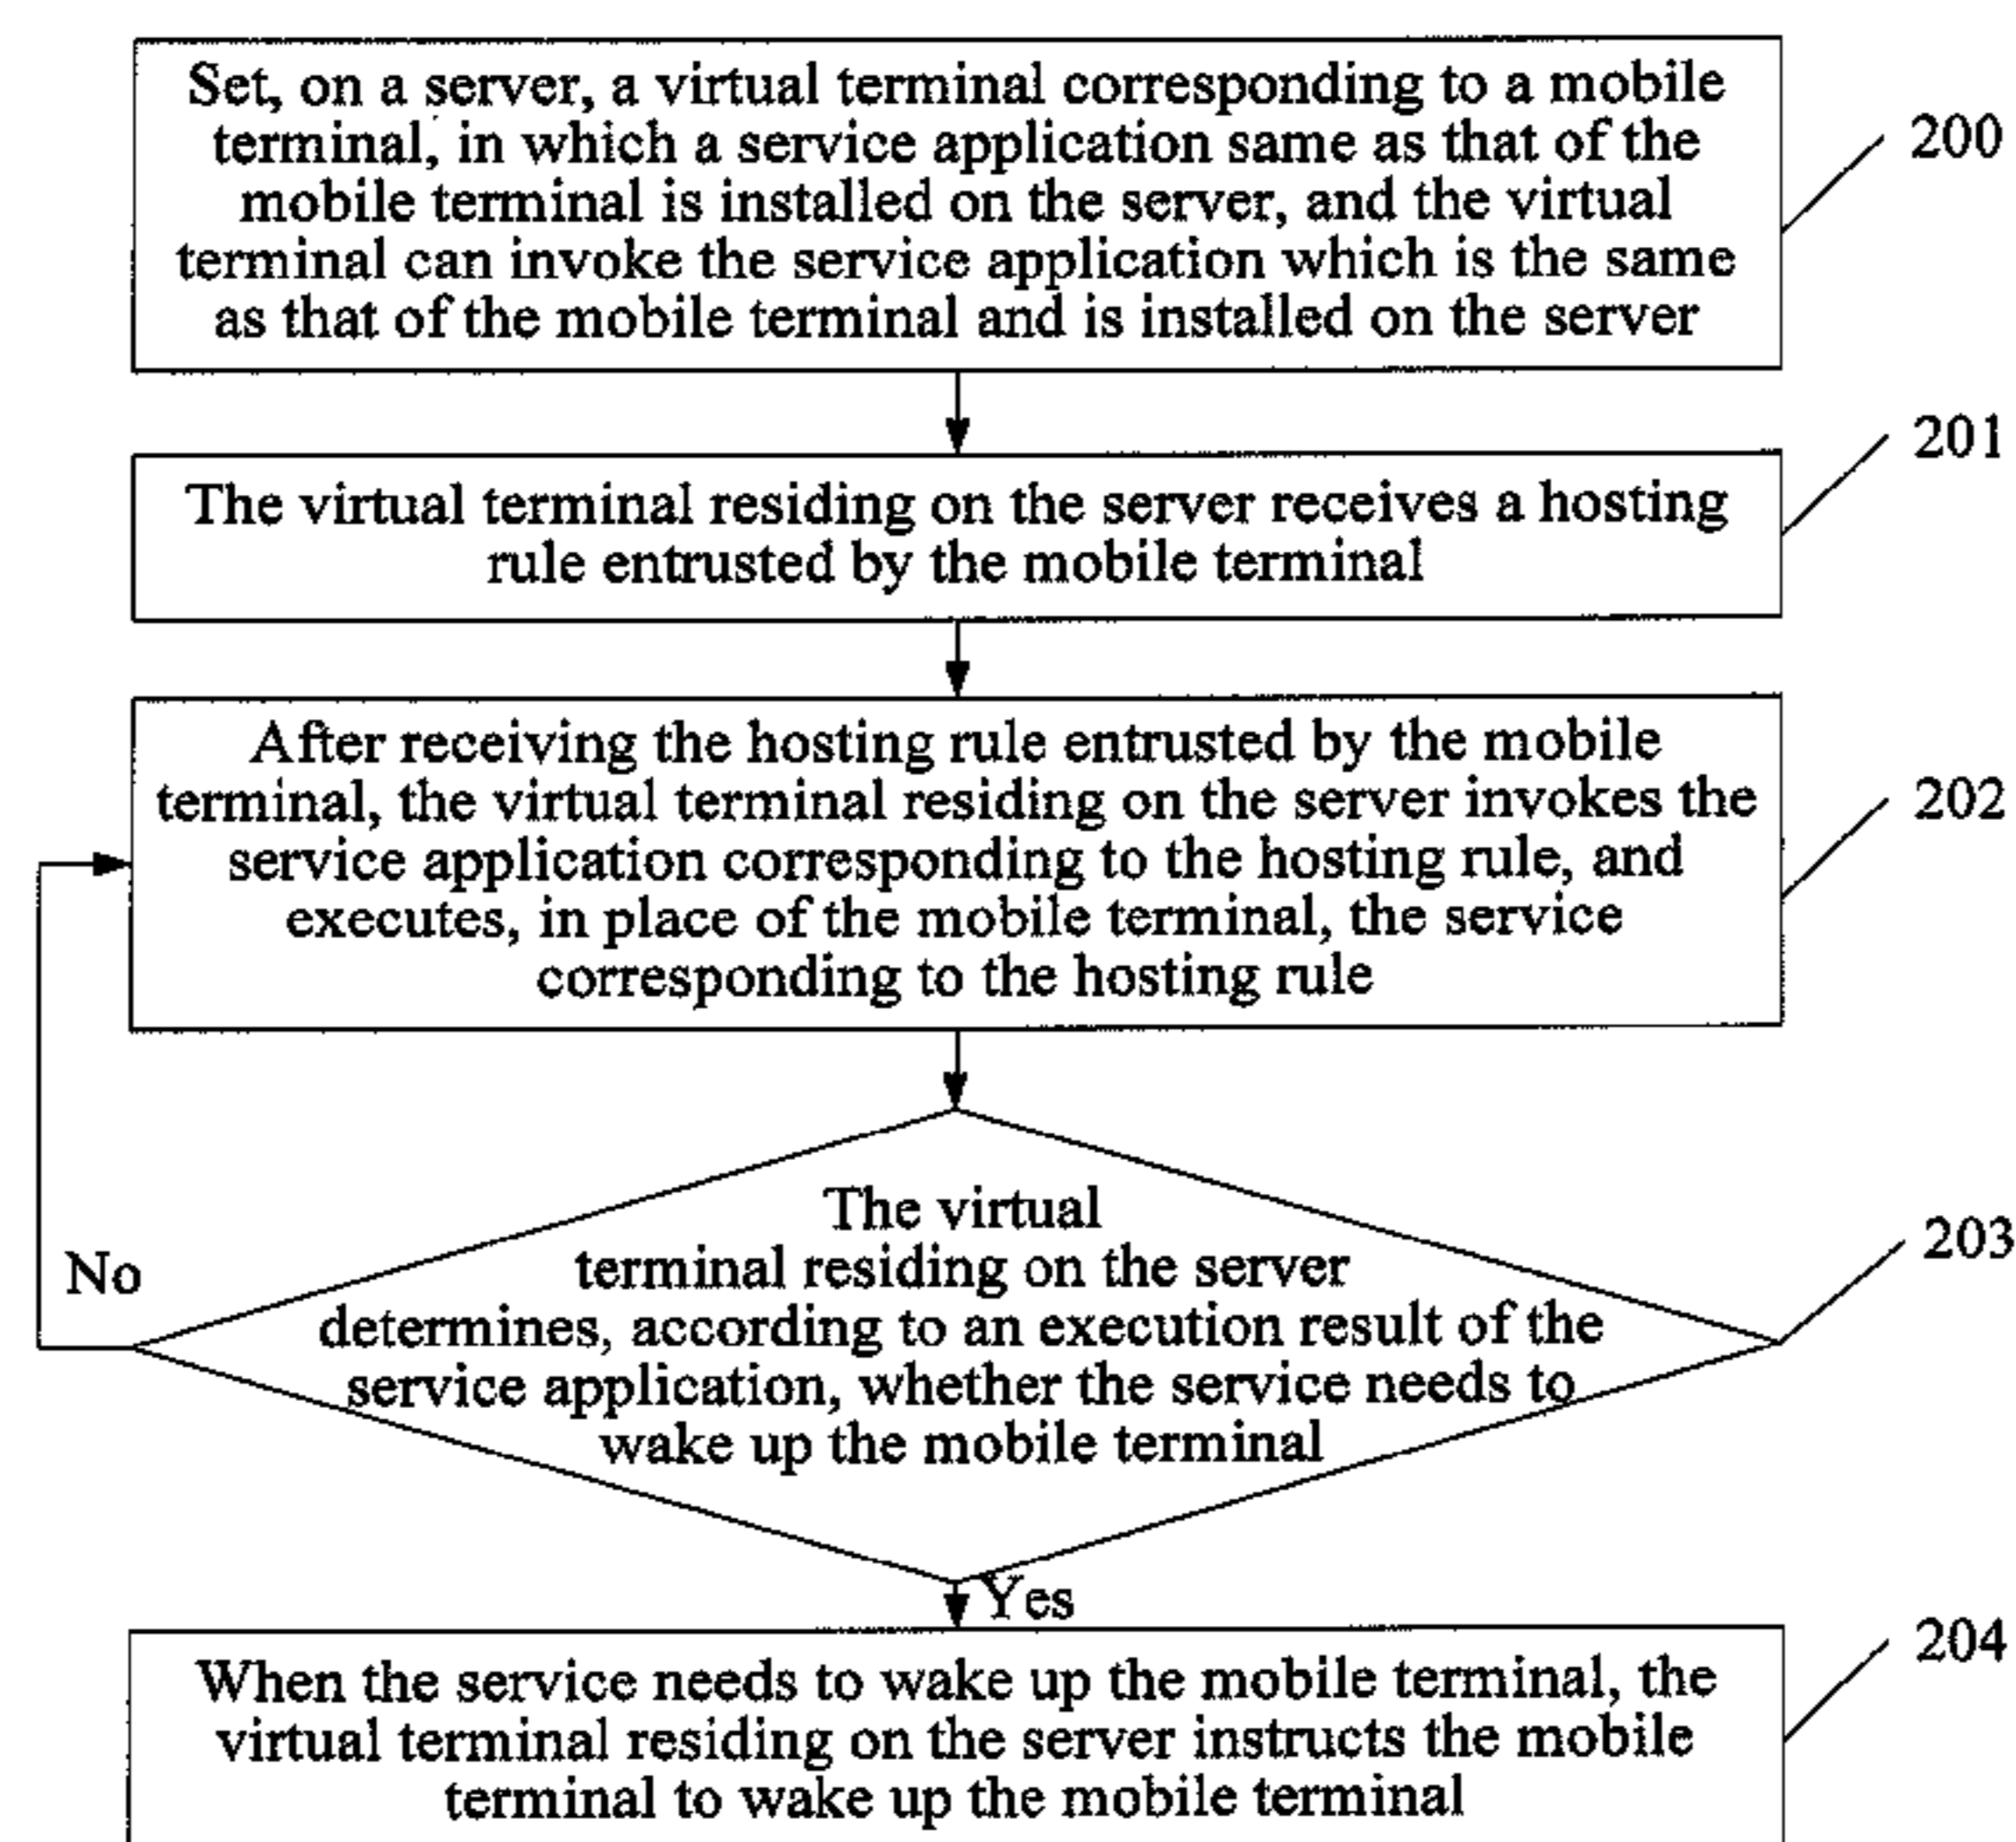 Set, on a server, a virtual terminal corresponding to a mobile
terminal, in which a service application same as that of the
mobile terminal is installed on the server, and the virtual
terminal can invoke the service application which is the same
as that of the mobile terminal and is installed on the server
200
The virtual terminal residing on the server receives a hosting
rule entrusted by the mobile terminal
201
After receiving the hosting rule entrusted by the mobile
terminal, the virtual terminal residing on the server invokes the
service application corresponding to the hosting rule, and
executes, in place of the mobile terminal, the service
corresponding to the hosting rule
202
The virtual
terminal residing on the server
determines, according to an execution result of the
service application, whether the service needs to
wake up the mobile terminal
203
No
Yes
When the service needs to wake up the mobile terminal, the
virtual terminal residing on the server instructs the mobile
terminal to wake up the mobile terminal
204